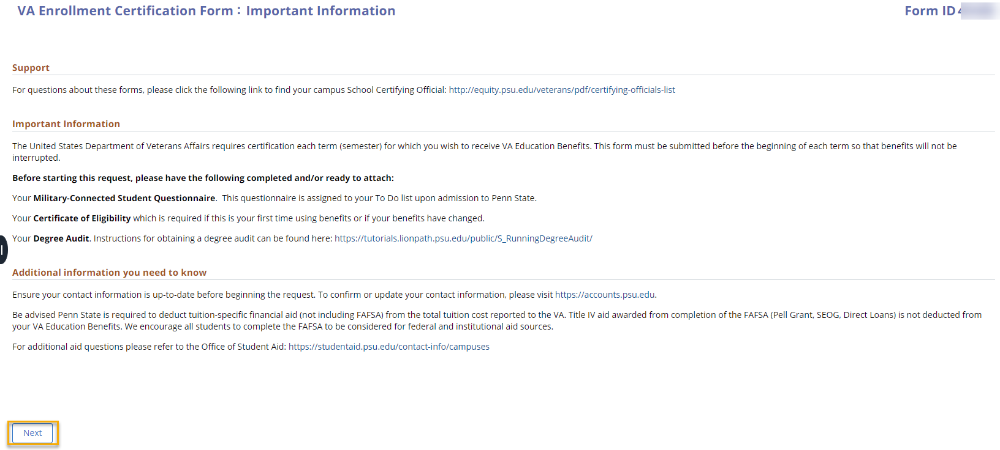 VA Enrollment Certification Form : Important Information
Form ID
Support
For questions about these forms, please click the following link to find your campus School Certifying Official: http://equity.psu.edu/veterans/pdf/certifying-officials-list
Important Information
The United States Department of Veterans Affairs requires certification each term (semester) for which you wish to receive VA Education Benefits. This form must be submitted before the beginning of each term so that benefits will not be
interrupted.
Before starting this request, please have the following completed and/or ready to attach:
Your Military-Connected Student Questionnaire.  This questionnaire is assigned to your To Do list upon admission to Penn State.
Your Certificate of Eligibility which is required if this is your first time using benefits or if your benefits have changed.
Your Degree Audit. Instructions for obtaining a degree audit can be found here: https://tutorials.lionpath.psu.edu/public/S_RunningDegreeAudit/
Additional information you need to know
Ensure your contact information is up-to-date before beginning the request. To confirm or update your contact information, please visit https://accounts.psu.edu.
Be advised Penn State is required to deduct tuition-specific financial aid (not including FAFSA) from the total tuition cost reported to the VA. Title IV aid awarded from completion of the FAFSA (Pell Grant, SEOG, Direct Loans) is not deducted from
your VA Education Benefits. We encourage all students to complete the FAFSA to be considered for federal and institutional aid sources.
For additional aid questions please refer to the Office of Student Aid: https://studentaid.psu.edu/contact-info/campuses
Next